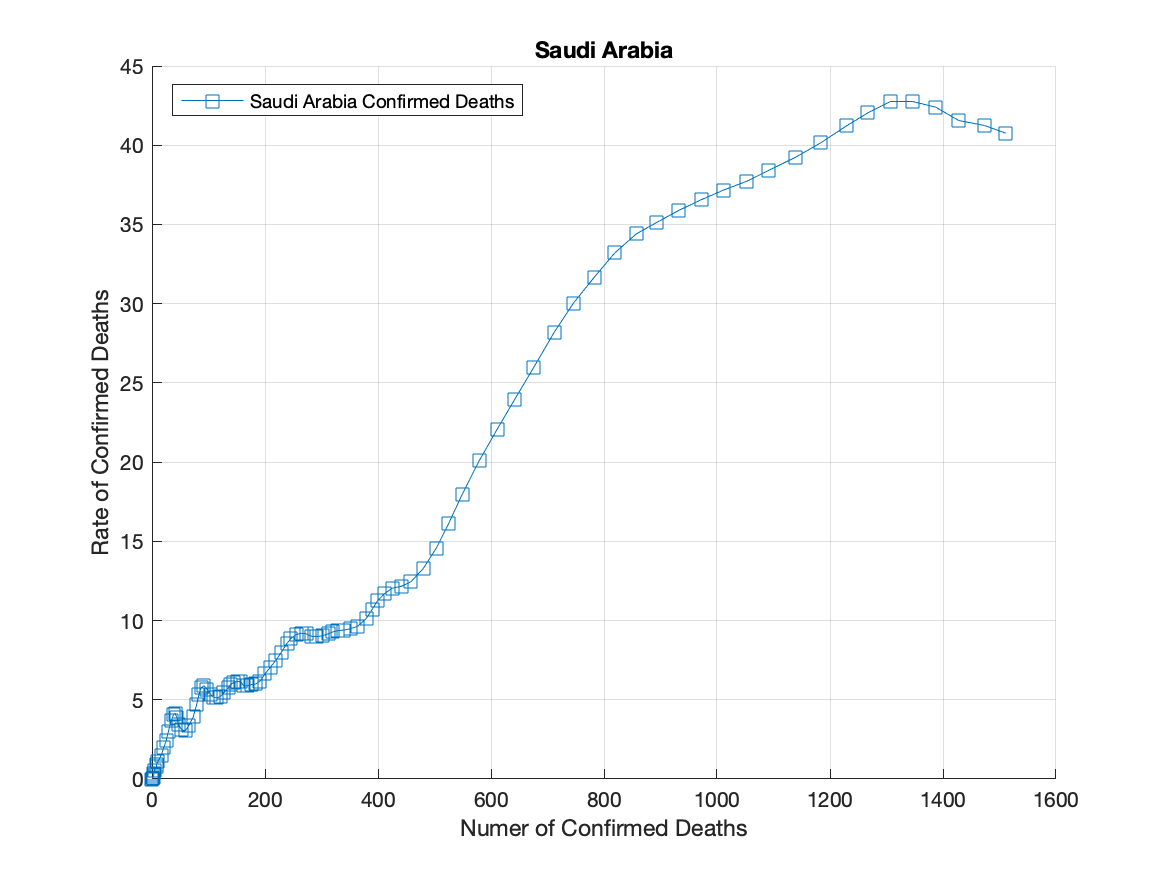 Saudi Arabia
Saudi Arabia Confirmed Deaths
45
40
35
30
25
20
15
10
5
0
Rate of Confirmed Deaths
0 200 400 600 800 1000 1200 1400 1600
Numer of Confirmed Deaths